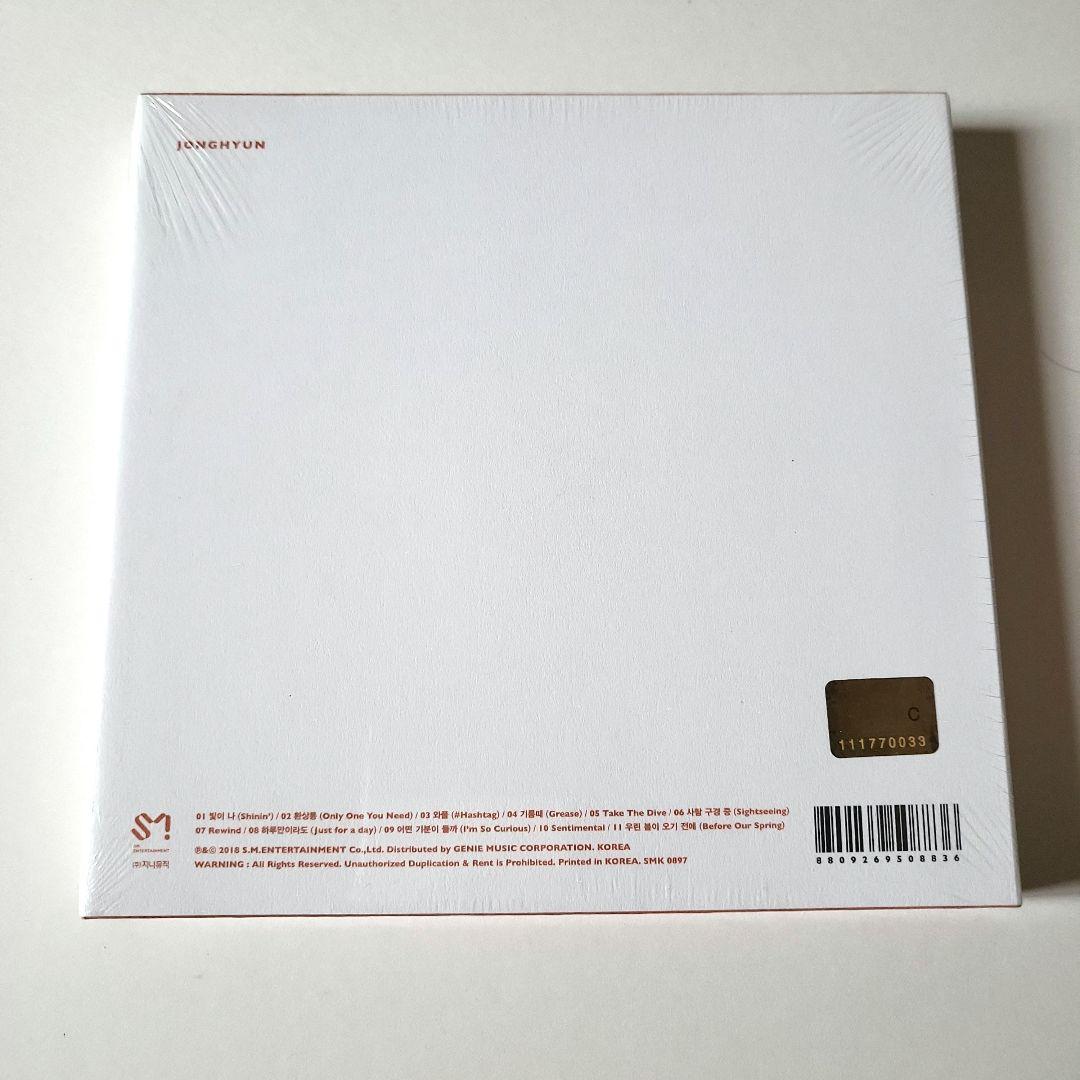 JONGHYUN
C
111770033
01 빛이 나 (Shinin') / 02 환상통 (Only One You Need) / 03 와플 (#Hashtag) / 04 기름때 (Grease) / 05 Take The Dive / 06 사람 구경 중 (Sightseeing)
07 Rewind / 08 하루만이라도 (Just for a day) / 09 어떤 기분이 들까 (I'm So Curious) / 10 Sentimental / 11 우린 봄이 오기 전에 (Before Our Spring)
℗&© 2018 S.M.ENTERTAINMENT Co.,Ltd. Distributed by GENIE MUSIC CORPORATION. KOREA
WARNING : All Rights Reserved. Unauthorized Duplication & Rent is Prohibited. Printed in KOREA. SMK 0897
SM
SM
ENTERTAINMENT
(주)지니뮤직
8809269508836